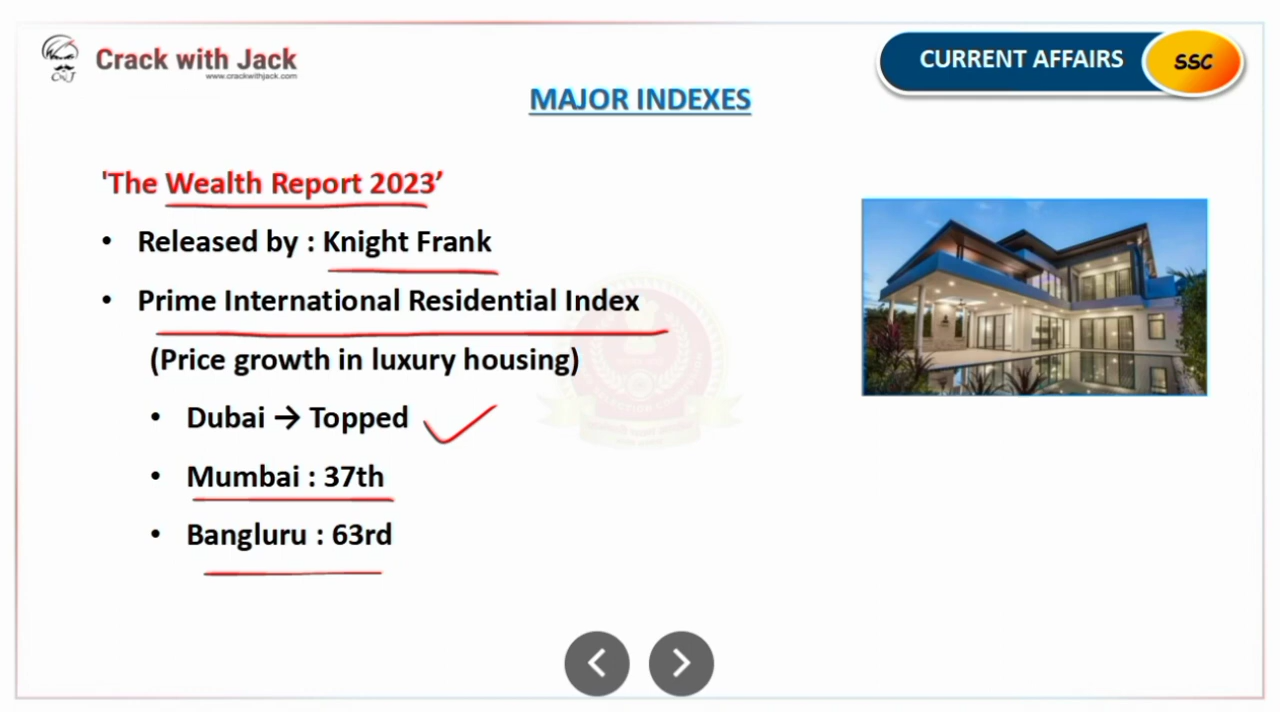 Crack with Jack
www.crackwithjack.com
CURRENT AFFAIRS
SSC
MAJOR INDEXES
'The Wealth Report 2023’
• Released by : Knight Frank
• Prime International Residential Index
(Price growth in luxury housing)
• Dubai → Topped
• Mumbai : 37th
• Bangluru : 63rd